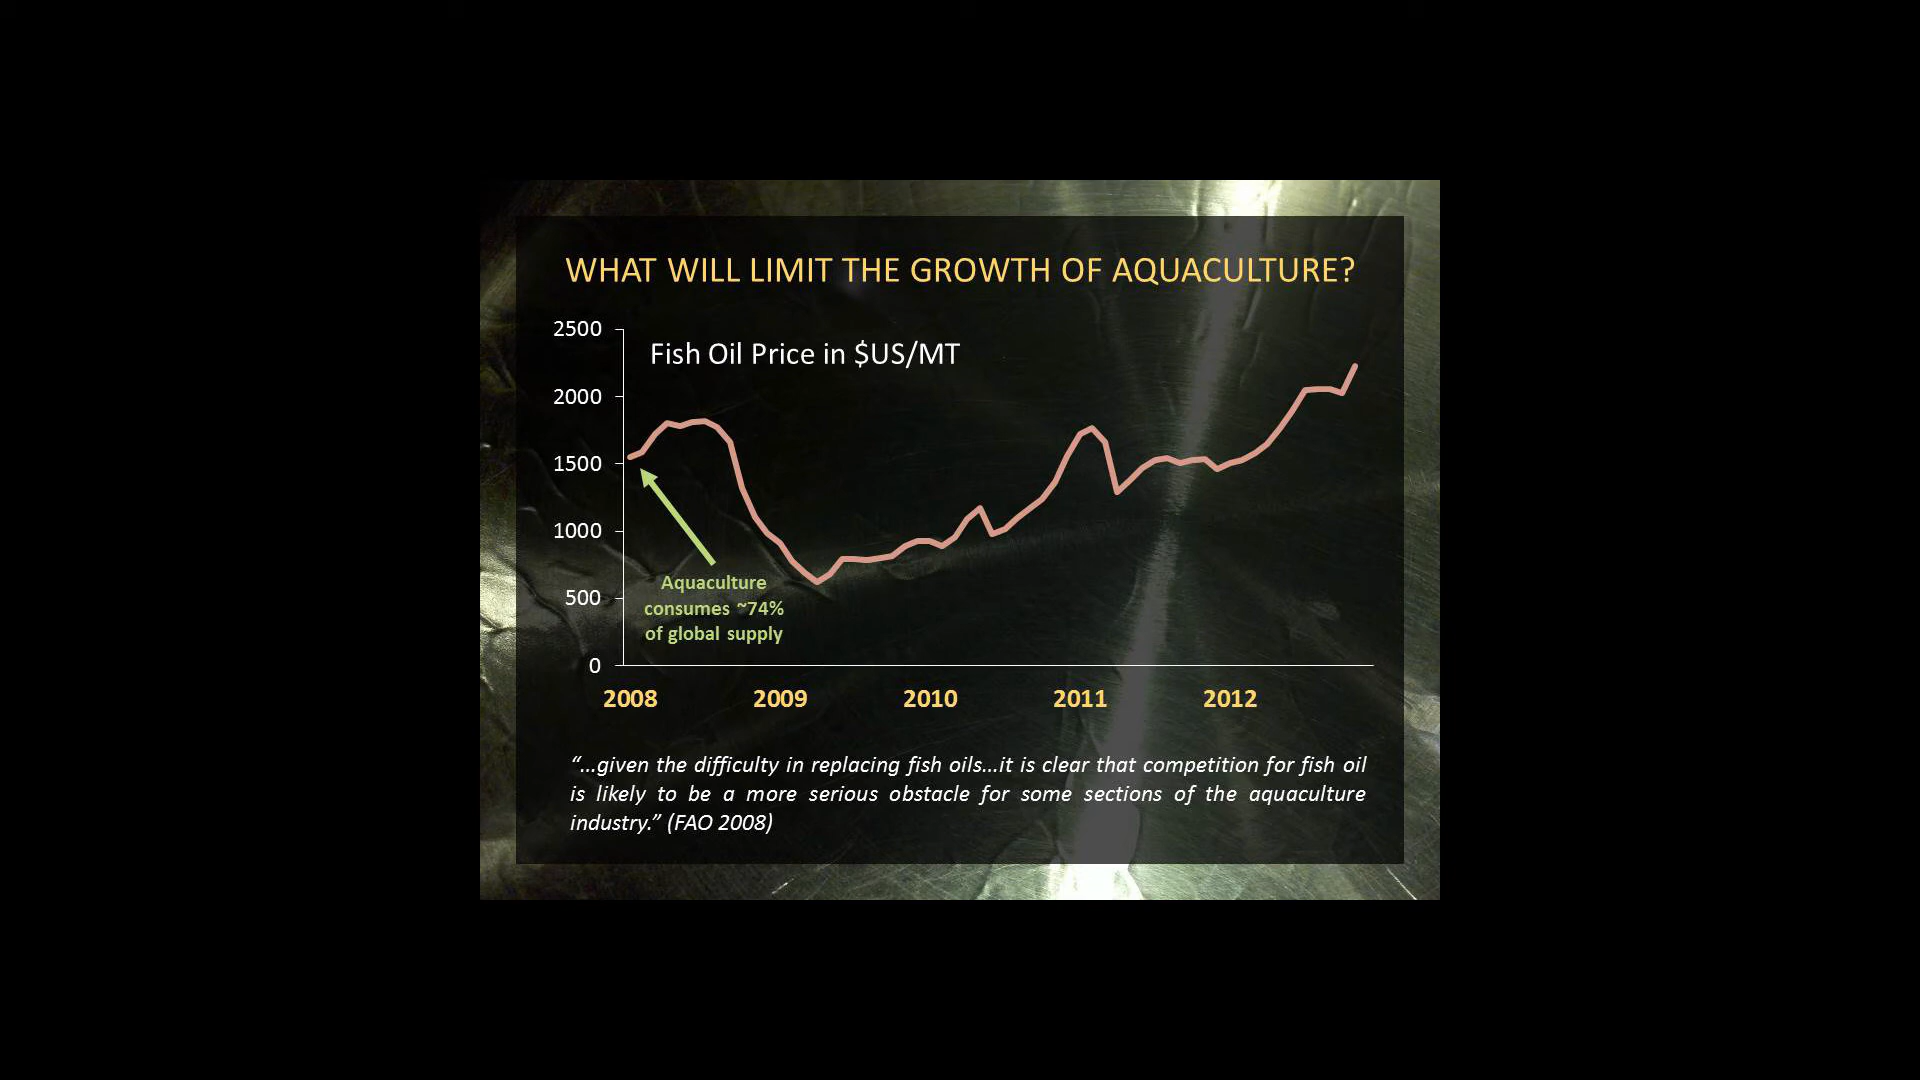 WHAT WILL LIMIT THE GROWTH OF AQUACULTURE?
2500
Fish Oil Price in $US/MT
2000
1500
1000
500
0
Aquaculture
consumes ~74%
of global supply
2008 2009 2010 2011 2012
“…given the difficulty in replacing fish oils…it is clear that competition for fish oil
is likely to be a more serious obstacle for some sections of the aquaculture
industry.” (FAO 2008)